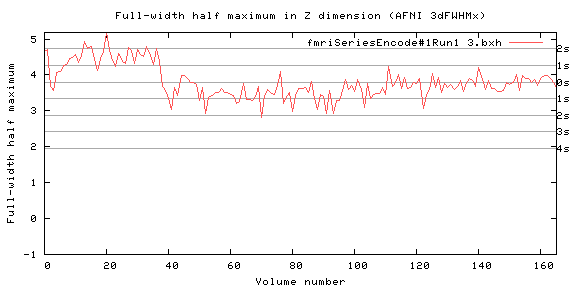 Full-width half maximum in Z dimension (AFNI 3dFWHMx)
fmriSeriesEncode#1Run1 3.bxh
Full-width half maximum
5
4
3
2
1
0
-1
2s
1s
0s
1s
2s
3s
4s
0 20 40 60 80 100 120 140 160
Volume number